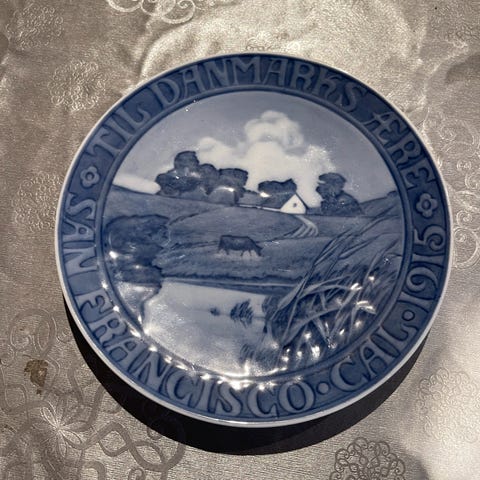 TIL DANMARKS ÆRE
SAN FRANCISCO · CAL · 1915